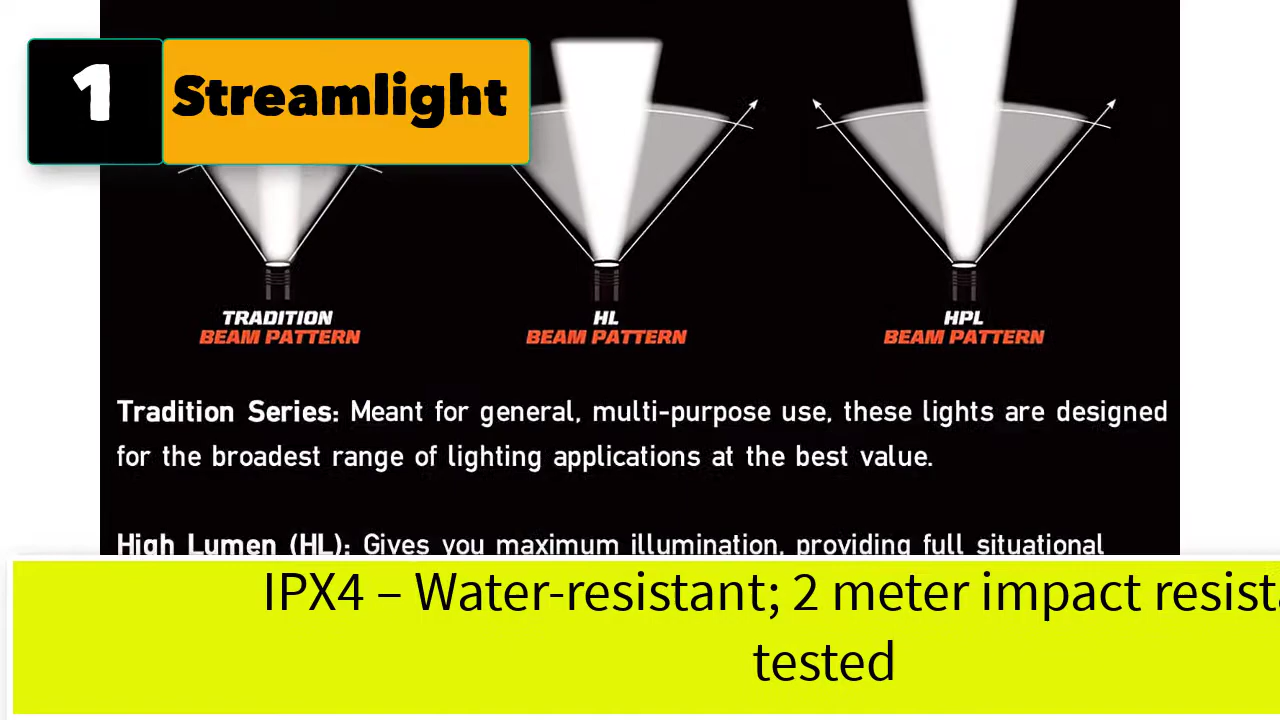 1 Streamlight
TRADITION
BEAM PATTERN
HL
BEAM PATTERN
HPL
BEAM PATTERN
Tradition Series: Meant for general, multi-purpose use, these lights are designed
for the broadest range of lighting applications at the best value.
High Lumen (HL): Gives you maximum illumination, providing full situational
IPX4 – Water-resistant; 2 meter impact resist
tested